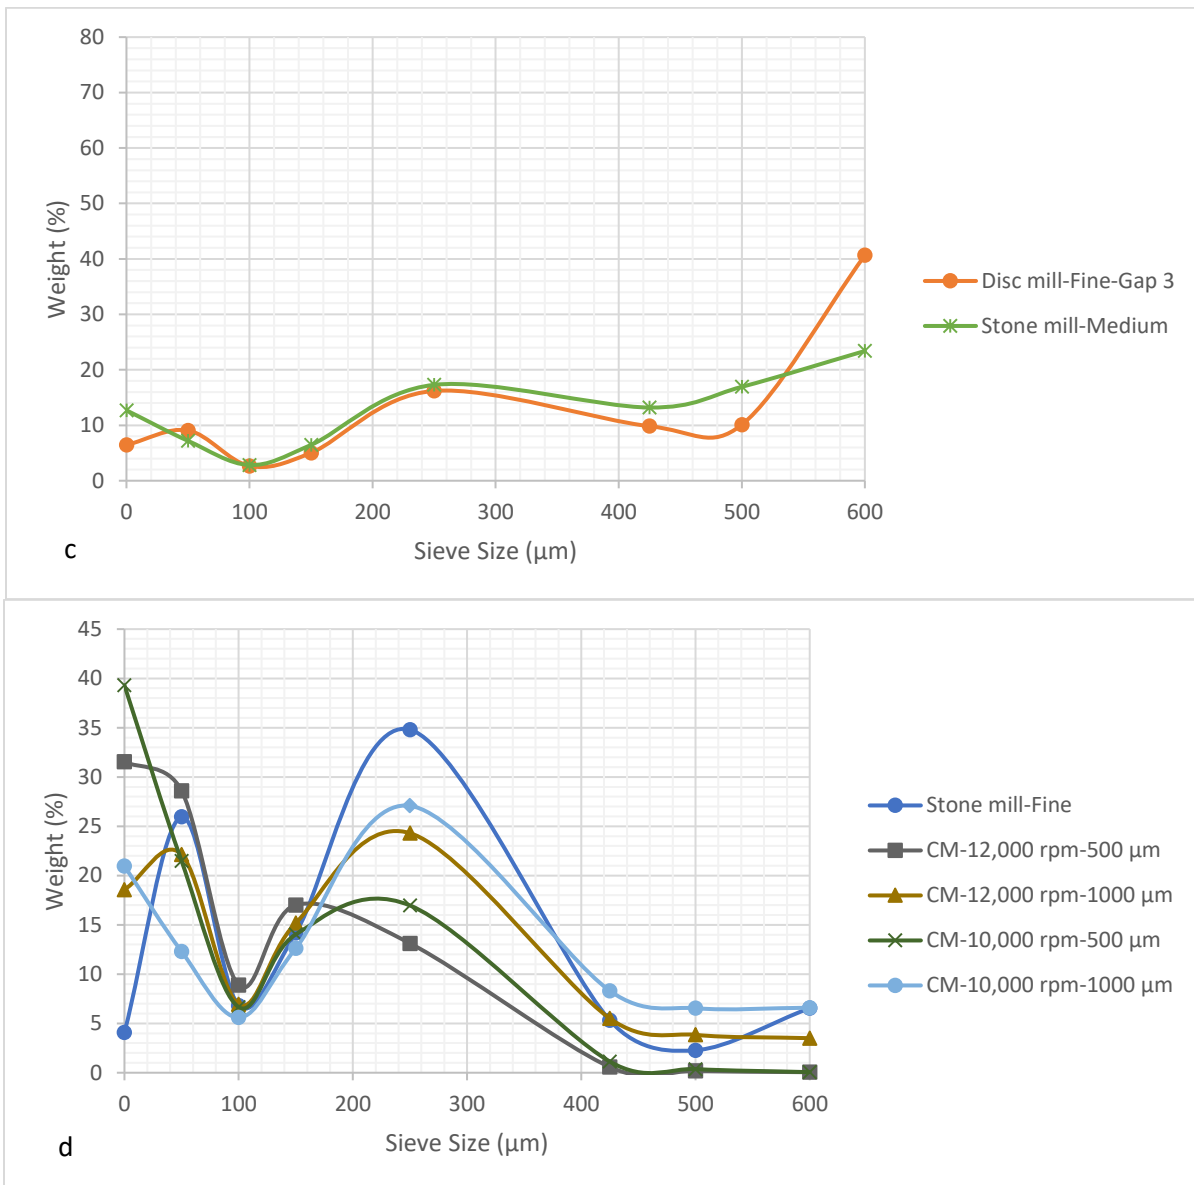 80
70
60
50
40
30
20
10
0
Weight (%)
0 100 200 300 400 500 600
Sieve Size (µm)
c
Disc mill-Fine-Gap 3
Stone mill-Medium
45
40
35
30
25
20
15
10
5
0
Weight (%)
0 100 200 300 400 500 600
Sieve Size (µm)
d
Stone mill-Fine
CM-12,000 rpm-500 µm
CM-12,000 rpm-1000 µm
CM-10,000 rpm-500 µm
CM-10,000 rpm-1000 µm